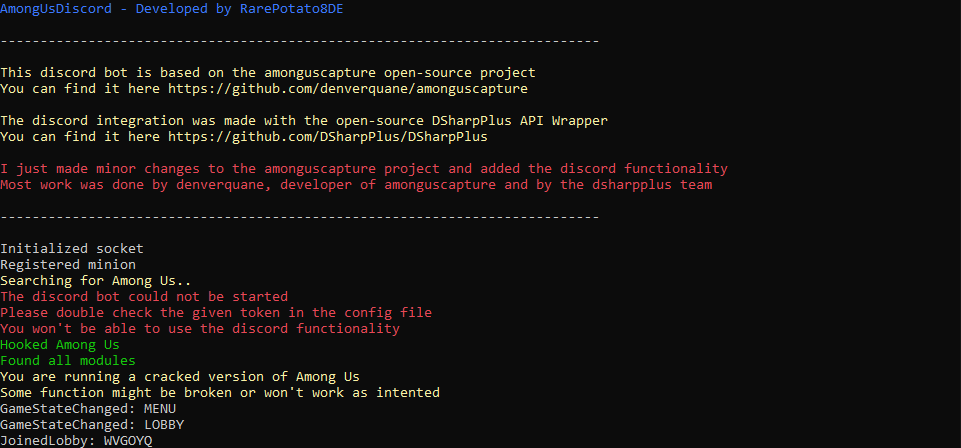 AmongUsDiscord - Developed by RarePotato8DE
---------------------------------------------------------------------------
This discord bot is based on the amonguscapture open-source project
You can find it here https://github.com/denverquane/amonguscapture
The discord integration was made with the open-source DSharpPlus API Wrapper
You can find it here https://github.com/DSharpPlus/DSharpPlus
I just made minor changes to the amonguscapture project and added the discord functionality
Most work was done by denverquane, developer of amonguscapture and by the dsharpplus team
---------------------------------------------------------------------------
Initialized socket
Registered minion
Searching for Among Us..
The discord bot could not be started
Please double check the given token in the config file
You won't be able to use the discord functionality
Hooked Among Us
Found all modules
You are running a cracked version of Among Us
Some function might be broken or won't work as intented
GameStateChanged: MENU
GameStateChanged: LOBBY
JoinedLobby: WVGOYQ